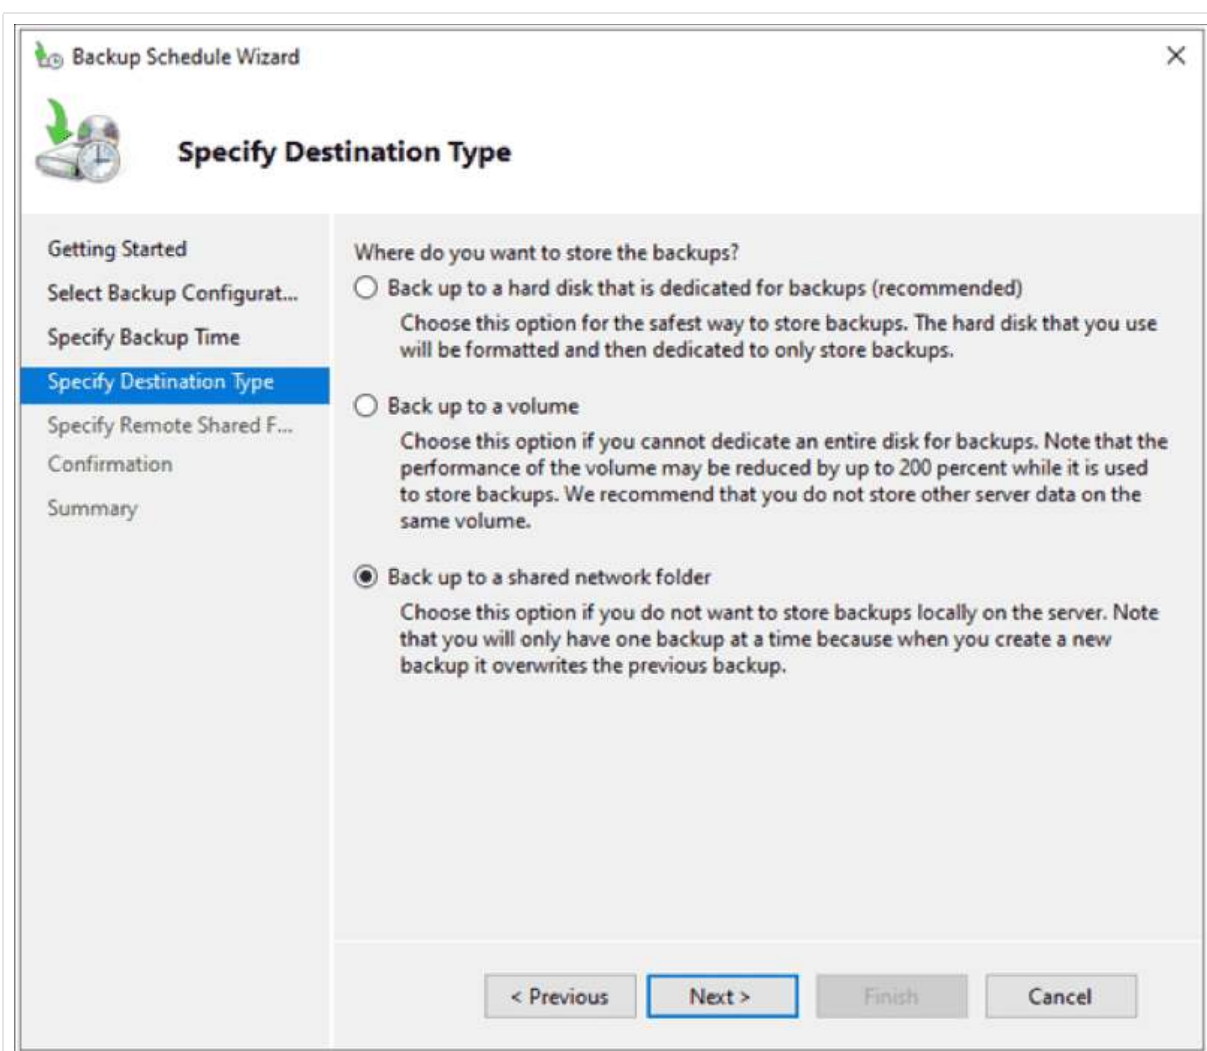 Backup Schedule Wizard
Specify Destination Type
Getting Started
Select Backup Configurat...
Specify Backup Time
Specify Destination Type
Specify Remote Shared F...
Confirmation
Summary
Where do you want to store the backups?
Back up to a hard disk that is dedicated for backups (recommended)
Choose this option for the safest way to store backups. The hard disk that you use
will be formatted and then dedicated to only store backups.
Back up to a volume
Choose this option if you cannot dedicate an entire disk for backups. Note that the
performance of the volume may be reduced by up to 200 percent while it is used
to store backups. We recommend that you do not store other server data on the
same volume.
Back up to a shared network folder
Choose this option if you do not want to store backups locally on the server. Note
that you will only have one backup at a time because when you create a new
backup it overwrites the previous backup.
< Previous
Next >
Finish
Cancel